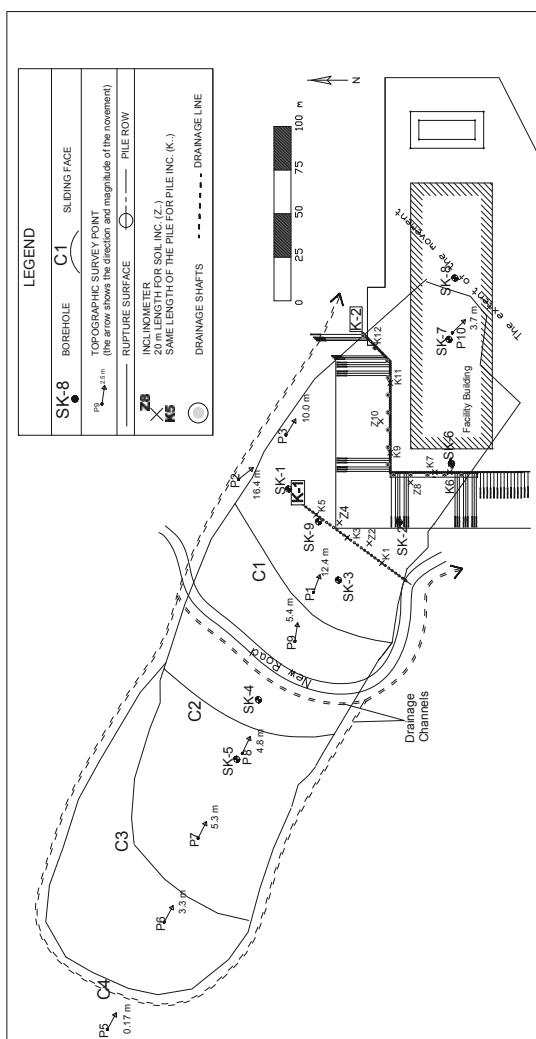 LEGEND
SK-8
BOREHOLE
C1
SLIDING FACE
P9
2.5 m
TOPOGRAPHIC SURVEY POINT
(the arrow shows the direction and magnitude of the novement)
RUPTURE SURFACE
PILE ROW
Z8
K5
INCLINOMETER
20 m LENGTH FOR SOIL INC. (Z..)
SAME LENGTH OF THE PILE FOR PILE INC. (K..)
DRAINAGE SHAFTS
DRAINAGE LINE
0
25
50
75
100 m
N
P5
0.17 m
C4
P6
3.3 m
C3
P7
5.3 m
SK-5
P8
4.8 m
C2
SK-4
New Road
Drainage
Channels
P9
5.4 m
C1
P1
12.4 m
SK-3
SK-9
K-1
SK-1
P2
16.4 m
P3
10.0 m
K-2
K12
K11
Z10
K9
K5
Z4
K3
Z2
K1
SK-2
Z8
K7
K6
SK-6
Facility Building
SK-7
P10
3.7 m
SK-8
The extent of the movement